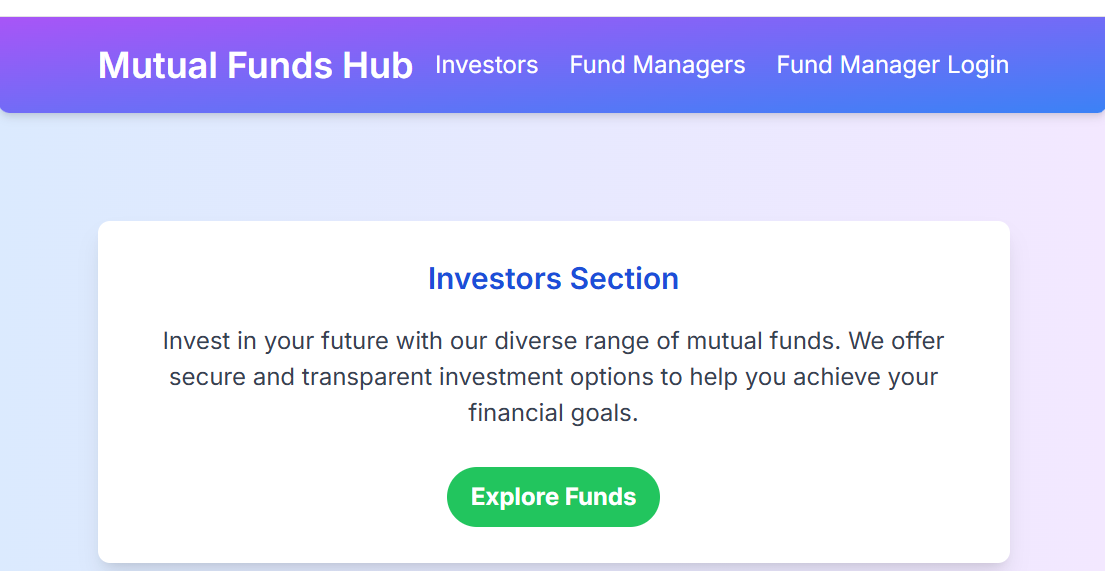 Mutual Funds Hub Investors Fund Managers Fund Manager Login
Investors Section
Invest in your future with our diverse range of mutual funds. We offer
secure and transparent investment options to help you achieve your
financial goals.
Explore Funds